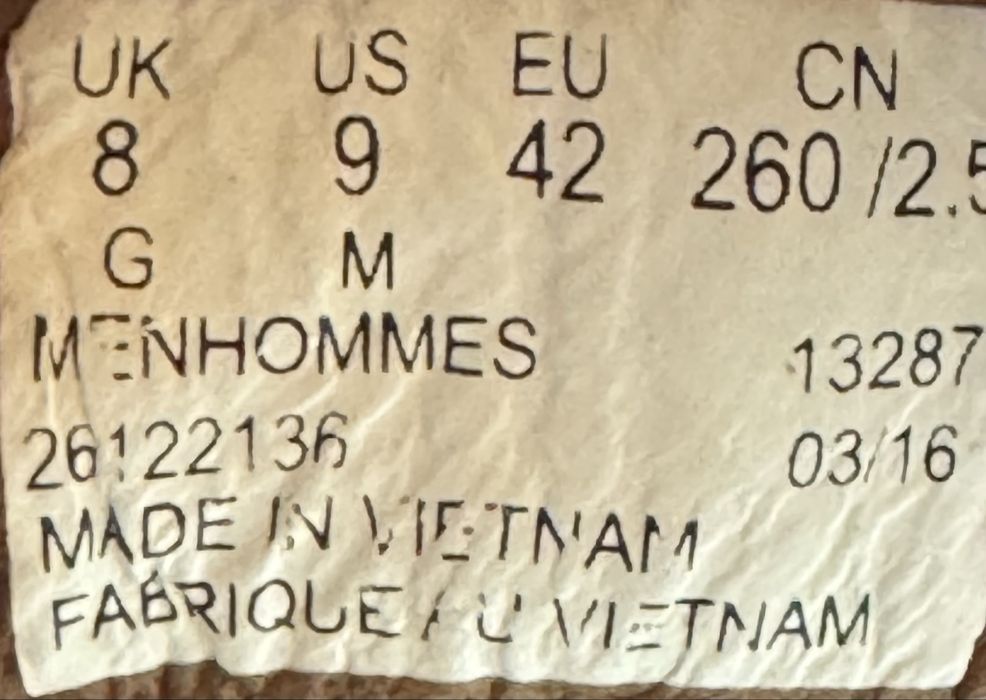 UK US EU CN
8 9 42 260 /2.5
G M
MENHOMMES 13287
26122136 03/16
MADE IN VIETNAM
FABRIQUE AU VIETNAM